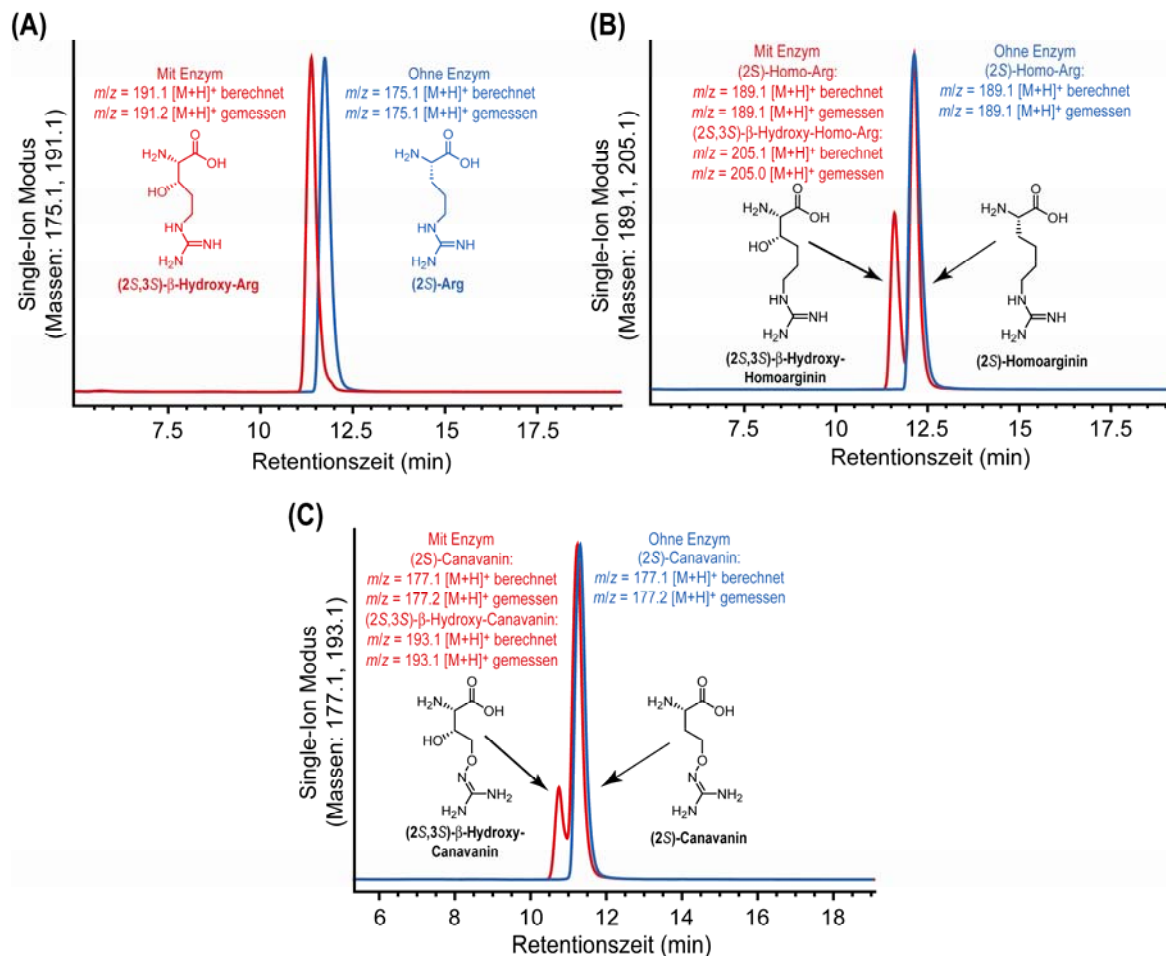 (A)
Mit Enzym
m/z = 191.1 [M+H]⁺ berechnet
m/z = 191.2 [M+H]⁺ gemessen
H₂N
O
OH
HO
HN
NH
H₂N
(2S,3S)-β-Hydroxy-Arg
Ohne Enzym
m/z = 175.1 [M+H]⁺ berechnet
m/z = 175.1 [M+H]⁺ gemessen
H₂N
O
OH
HN
NH
H₂N
(2S)-Arg
Single-Ion Modus
(Massen: 175.1, 191.1)
7.5 10 12.5 15 17.5
Retentionszeit (min)
(B)
Mit Enzym
(2S)-Homo-Arg:
m/z = 189.1 [M+H]⁺ berechnet
m/z = 189.1 [M+H]⁺ gemessen
(2S,3S)-β-Hydroxy-Homo-Arg:
m/z = 205.1 [M+H]⁺ berechnet
m/z = 205.0 [M+H]⁺ gemessen
H₂N
O
OH
HO
HN
NH
H₂N
(2S,3S)-β-Hydroxy-
Homoarginin
Ohne Enzym
(2S)-Homo-Arg:
m/z = 189.1 [M+H]⁺ berechnet
m/z = 189.1 [M+H]⁺ gemessen
H₂N
O
OH
HN
NH
H₂N
(2S)-Homoarginin
Single-Ion Modus
(Massen: 189.1, 205.1)
7.5 10 12.5 15 17.5
Retentionszeit (min)
(C)
Mit Enzym
(2S)-Canavanin:
m/z = 177.1 [M+H]⁺ berechnet
m/z = 177.2 [M+H]⁺ gemessen
(2S,3S)-β-Hydroxy-Canavanin:
m/z = 193.1 [M+H]⁺ berechnet
m/z = 193.1 [M+H]⁺ gemessen
H₂N
O
OH
HO
O
N
NH₂
H₂N
(2S,3S)-β-Hydroxy-
Canavanin
Ohne Enzym
(2S)-Canavanin:
m/z = 177.1 [M+H]⁺ berechnet
m/z = 177.2 [M+H]⁺ gemessen
H₂N
O
OH
O
N
NH₂
H₂N
(2S)-Canavanin
Single-Ion Modus
(Massen: 177.1, 193.1)
6 8 10 12 14 16 18
Retentionszeit (min)